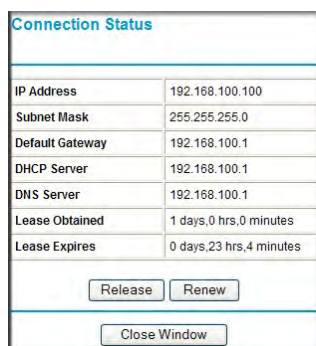 Connection Status
IP Address 192.168.100.100
Subnet Mask 255.255.255.0
Default Gateway 192.168.100.1
DHCP Server 192.168.100.1
DNS Server 192.168.100.1
Lease Obtained 1 days,0 hrs,0 minutes
Lease Expires 0 days,23 hrs,4 minutes
Release Renew
Close Window